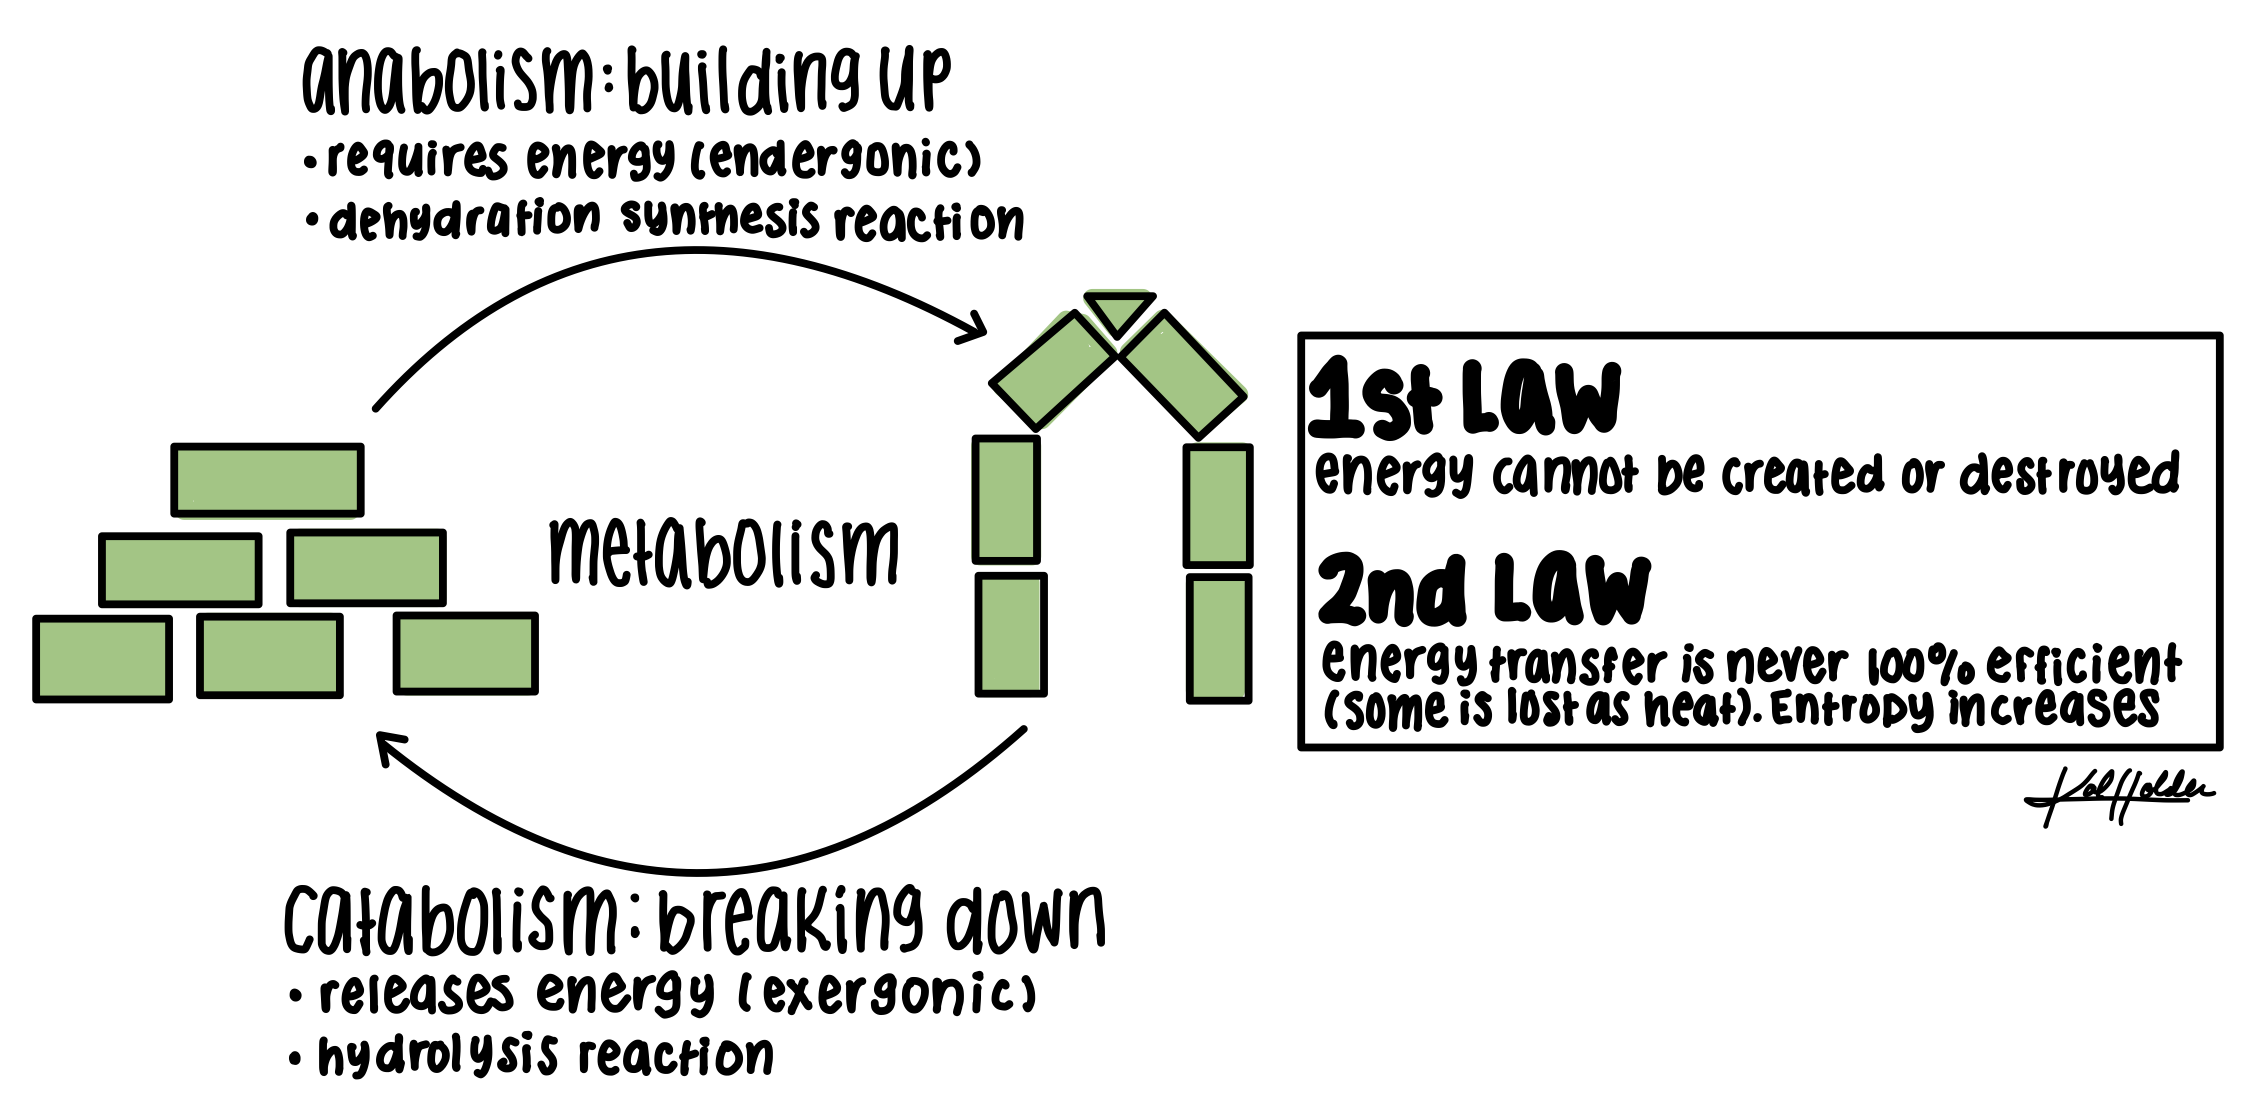 anabolism: building up
• requires energy (endergonic)
• dehydration synthesis reaction
metabolism
1st LAW
energy cannot be created or destroyed
2nd LAW
energy transfer is never 100% efficient
(some is lost as heat). Entropy increases
Catabolism: breaking down
• releases energy (exergonic)
• hydrolysis reaction